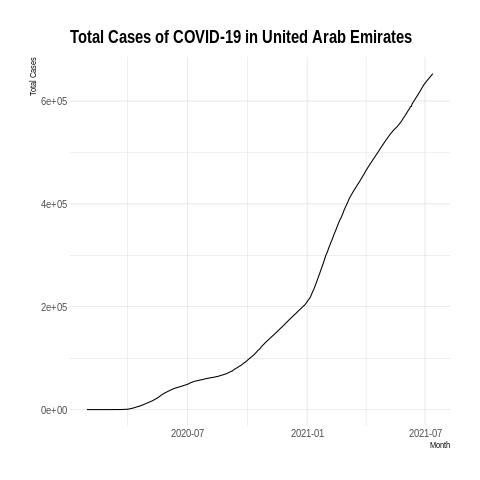 Total Cases of COVID-19 in United Arab Emirates
Total Cases
6e+05
4e+05
2e+05
0e+00
2020-07
2021-01
2021-07
Month